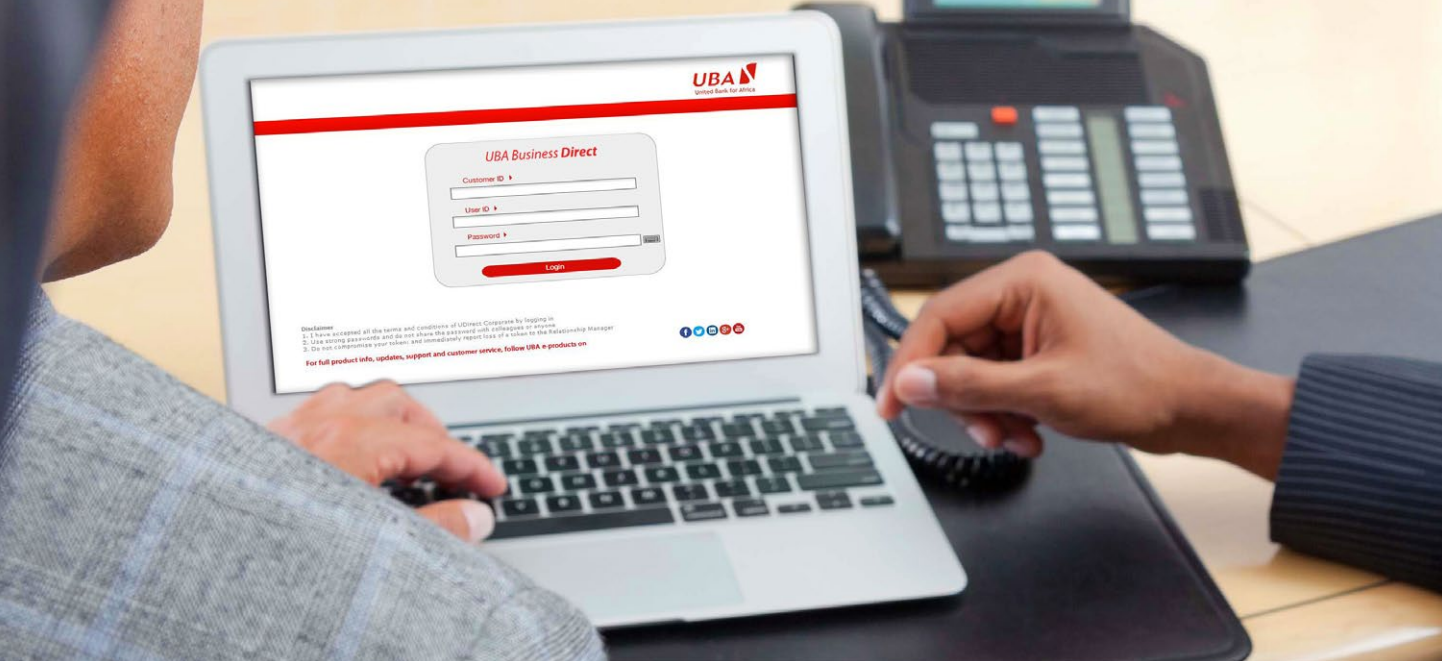 UBA
United Bank for Africa
UBA Business Direct
Customer ID
User ID
Password
Login
Disclaimer
1. I have accepted all the terms and conditions of UDirect Corporate by logging in
2. Use strong passwords and do not share the password with colleagues or anyone
3. Do not compromise your token; and immediately report loss of a token to the Relationship Manager
For full product info, updates, support and customer service, follow UBA e-products on